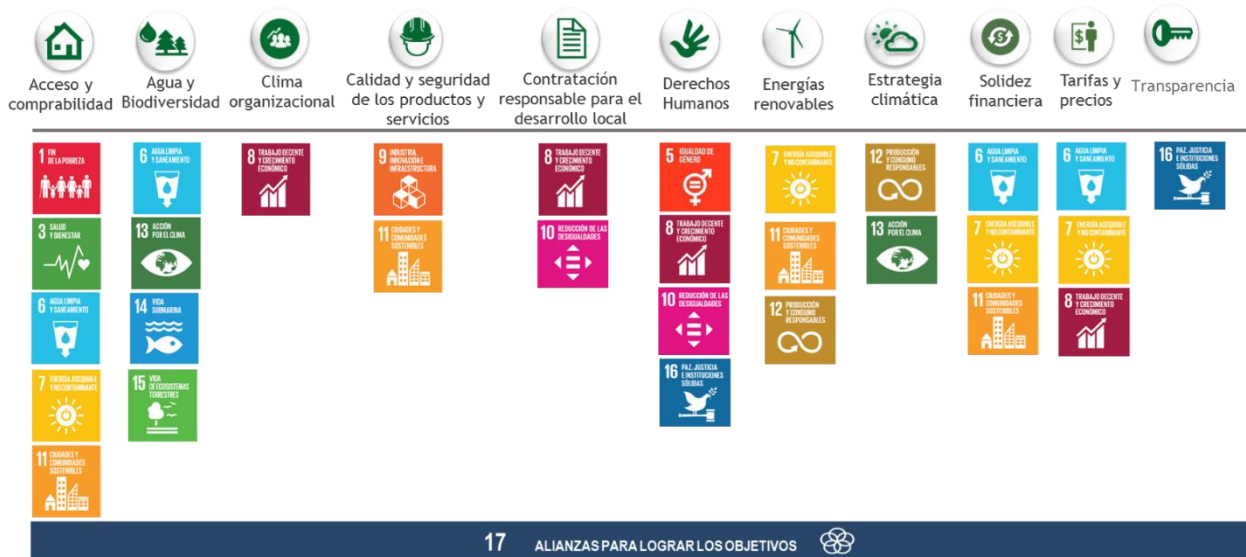 Acceso y
comprabilidad
Agua y
Biodiversidad
Clima
organizacional
Calidad y seguridad
de los productos y
servicios
Contratación
responsable para el
desarrollo local
Derechos
Humanos
Energías
renovables
Estrategia
climática
Solidez
financiera
Tarifas y
precios
Transparencia
1 FIN
DE LA POBREZA
3 SALUD
Y BIENESTAR
6 AGUA LIMPIA
Y SANEAMIENTO
7 ENERGÍA ASEQUIBLE
Y NO CONTAMINANTE
11 CIUDADES Y
COMUNIDADES
SOSTENIBLES
6 AGUA LIMPIA
Y SANEAMIENTO
13 ACCIÓN
POR EL CLIMA
14 VIDA
SUBMARINA
15 VIDA
DE ECOSISTEMAS
TERRESTRES
8 TRABAJO DECENTE
Y CRECIMIENTO
ECONÓMICO
9 INDUSTRIA,
INNOVACIÓN E
INFRAESTRUCTURA
11 CIUDADES Y
COMUNIDADES
SOSTENIBLES
8 TRABAJO DECENTE
Y CRECIMIENTO
ECONÓMICO
10 REDUCCIÓN DE LAS
DESIGUALDADES
5 IGUALDAD DE
GÉNERO
8 TRABAJO DECENTE
Y CRECIMIENTO
ECONÓMICO
10 REDUCCIÓN DE LAS
DESIGUALDADES
16 PAZ, JUSTICIA
E INSTITUCIONES
SÓLIDAS
7 ENERGÍA ASEQUIBLE
Y NO CONTAMINANTE
11 CIUDADES Y
COMUNIDADES
SOSTENIBLES
12 PRODUCCIÓN
Y CONSUMO
RESPONSABLES
12 PRODUCCIÓN
Y CONSUMO
RESPONSABLES
13 ACCIÓN
POR EL CLIMA
6 AGUA LIMPIA
Y SANEAMIENTO
7 ENERGÍA ASEQUIBLE
Y NO CONTAMINANTE
11 CIUDADES Y
COMUNIDADES
SOSTENIBLES
6 AGUA LIMPIA
Y SANEAMIENTO
7 ENERGÍA ASEQUIBLE
Y NO CONTAMINANTE
8 TRABAJO DECENTE
Y CRECIMIENTO
ECONÓMICO
16 PAZ, JUSTICIA
E INSTITUCIONES
SÓLIDAS
17 ALIANZAS PARA LOGRAR LOS OBJETIVOS